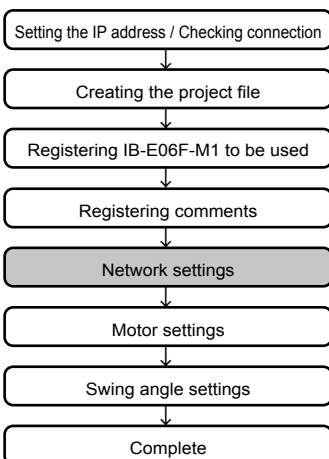 Setting the IP address / Checking connection
Creating the project file
Registering IB-E06F-M1 to be used
Registering comments
Network settings
Motor settings
Swing angle settings
Complete